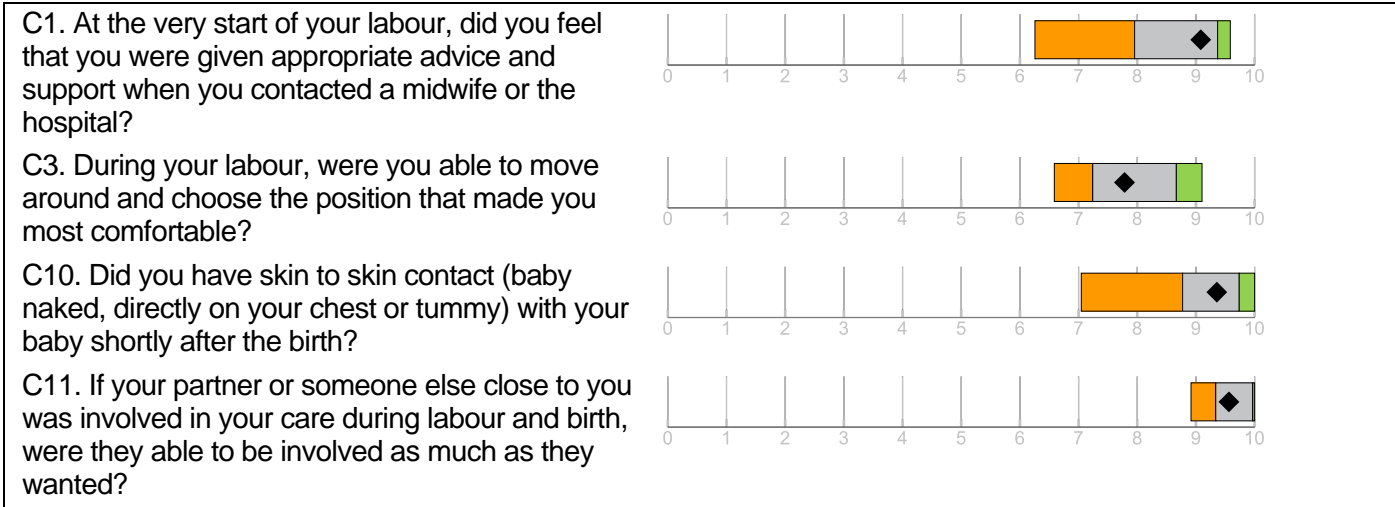 C1. At the very start of your labour, did you feel
that you were given appropriate advice and
support when you contacted a midwife or the
hospital?
0 1 2 3 4 5 6 7 8 9 10
C3. During your labour, were you able to move
around and choose the position that made you
most comfortable?
0 1 2 3 4 5 6 7 8 9 10
C10. Did you have skin to skin contact (baby
naked, directly on your chest or tummy) with your
baby shortly after the birth?
0 1 2 3 4 5 6 7 8 9 10
C11. If your partner or someone else close to you
was involved in your care during labour and birth,
were they able to be involved as much as they
wanted?
0 1 2 3 4 5 6 7 8 9 10